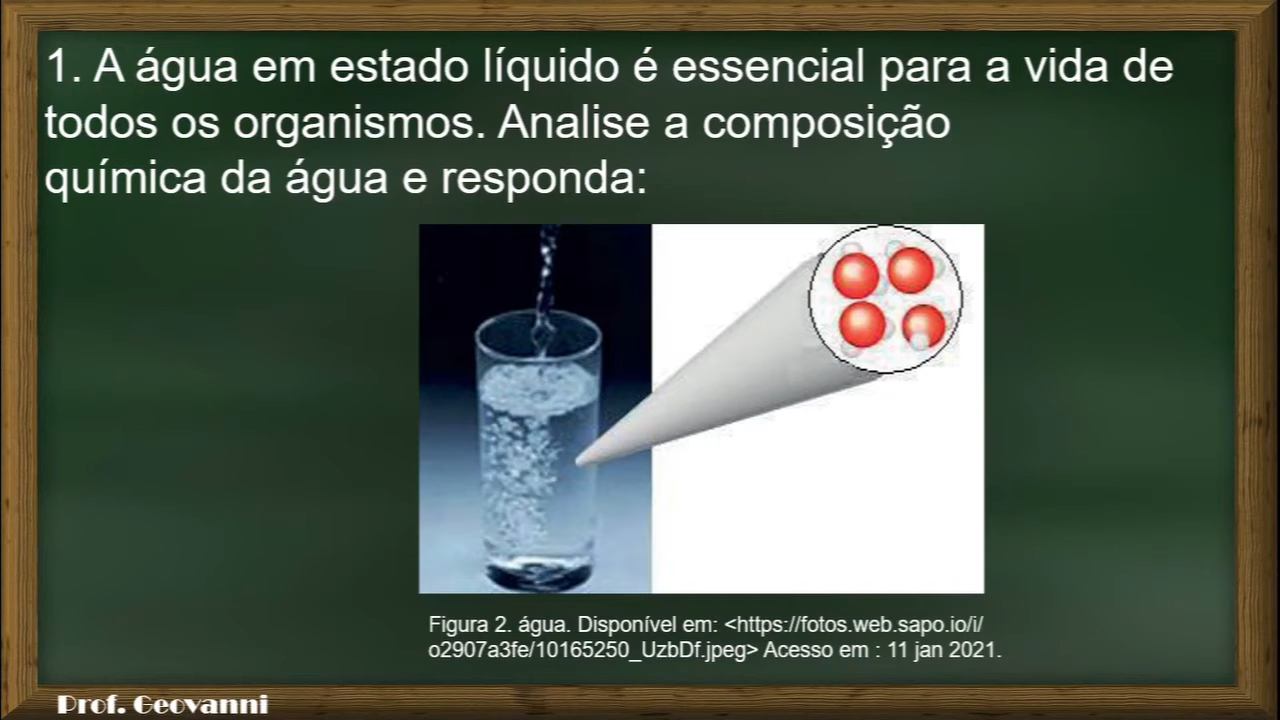 1. A água em estado líquido é essencial para a vida de
todos os organismos. Analise a composição
química da água e responda:
Figura 2. água. Disponível em: <https://fotos.web.sapo.io/i/
o2907a3fe/10165250_UzbDf.jpeg> Acesso em : 11 jan 2021.
Prof. Geovanni